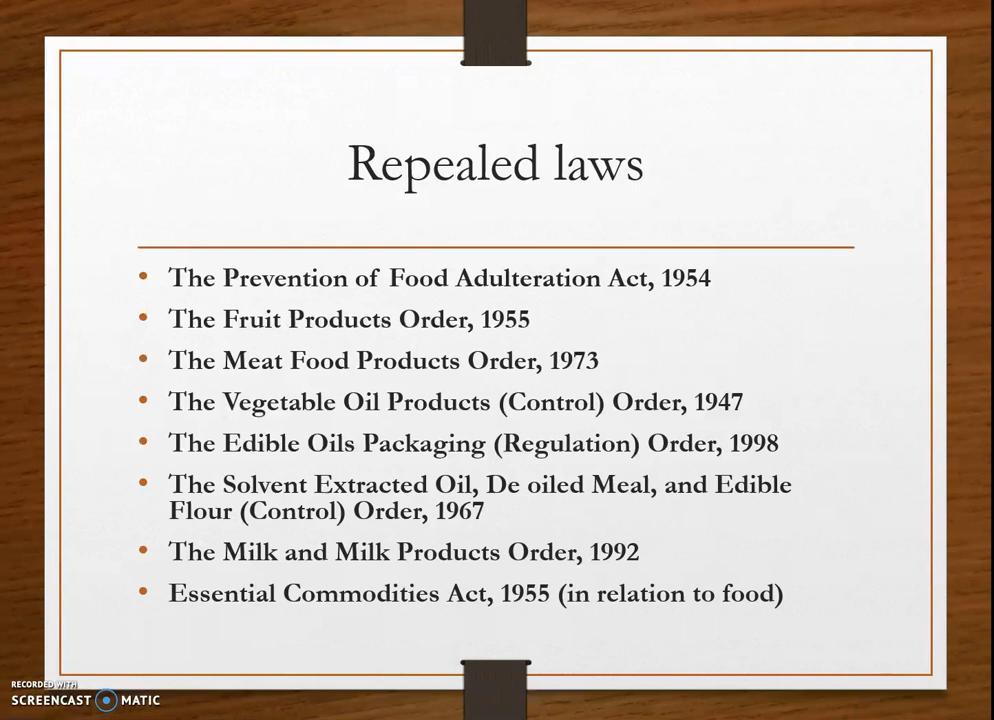 Repealed laws
• The Prevention of Food Adulteration Act, 1954
• The Fruit Products Order, 1955
• The Meat Food Products Order, 1973
• The Vegetable Oil Products (Control) Order, 1947
• The Edible Oils Packaging (Regulation) Order, 1998
• The Solvent Extracted Oil, De oiled Meal, and Edible
Flour (Control) Order, 1967
• The Milk and Milk Products Order, 1992
• Essential Commodities Act, 1955 (in relation to food)
RECORDED WITH
SCREENCAST MATIC